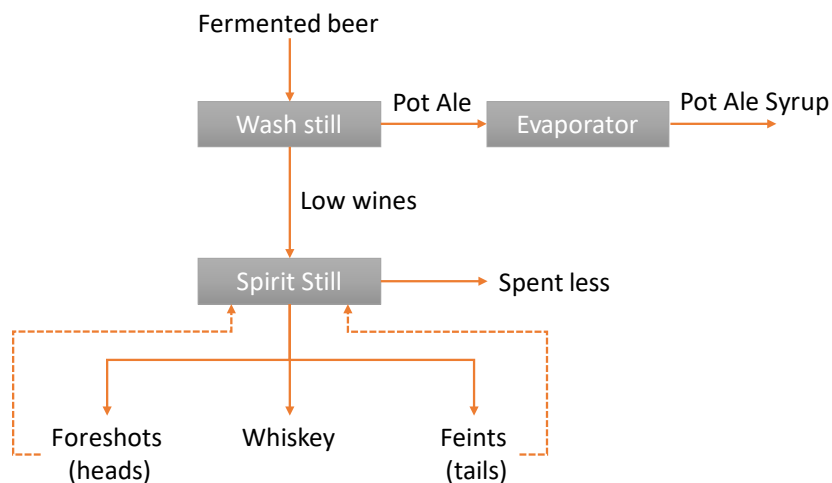 Fermented beer
Wash still
Pot Ale
Evaporator
Pot Ale Syrup
Low wines
Spirit Still
Spent less
Foreshots
(heads)
Whiskey
Feints
(tails)